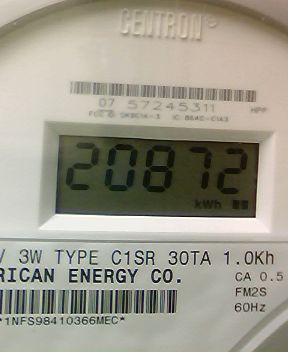 CENTRON®
07 57245311 HPP
20872
kWh
V 3W TYPE C1SR 30TA 1.0Kh
RICAN ENERGY CO.
CA 0.5
FM2S
60Hz
*1NFS98410366MEC*